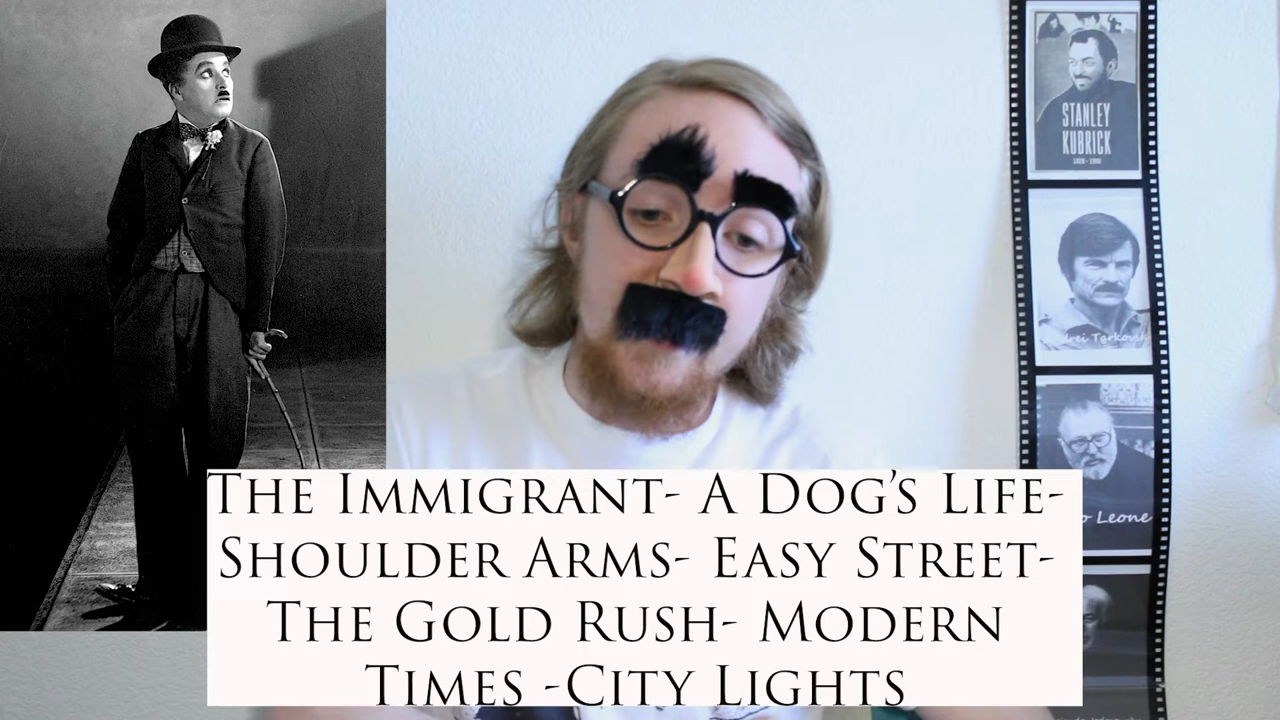 STANLEY
KUBRICK
Leone
THE IMMIGRANT- A DOG'S LIFE-
SHOULDER ARMS- EASY STREET-
THE GOLD RUSH- MODERN
TIMES -CITY LIGHTS